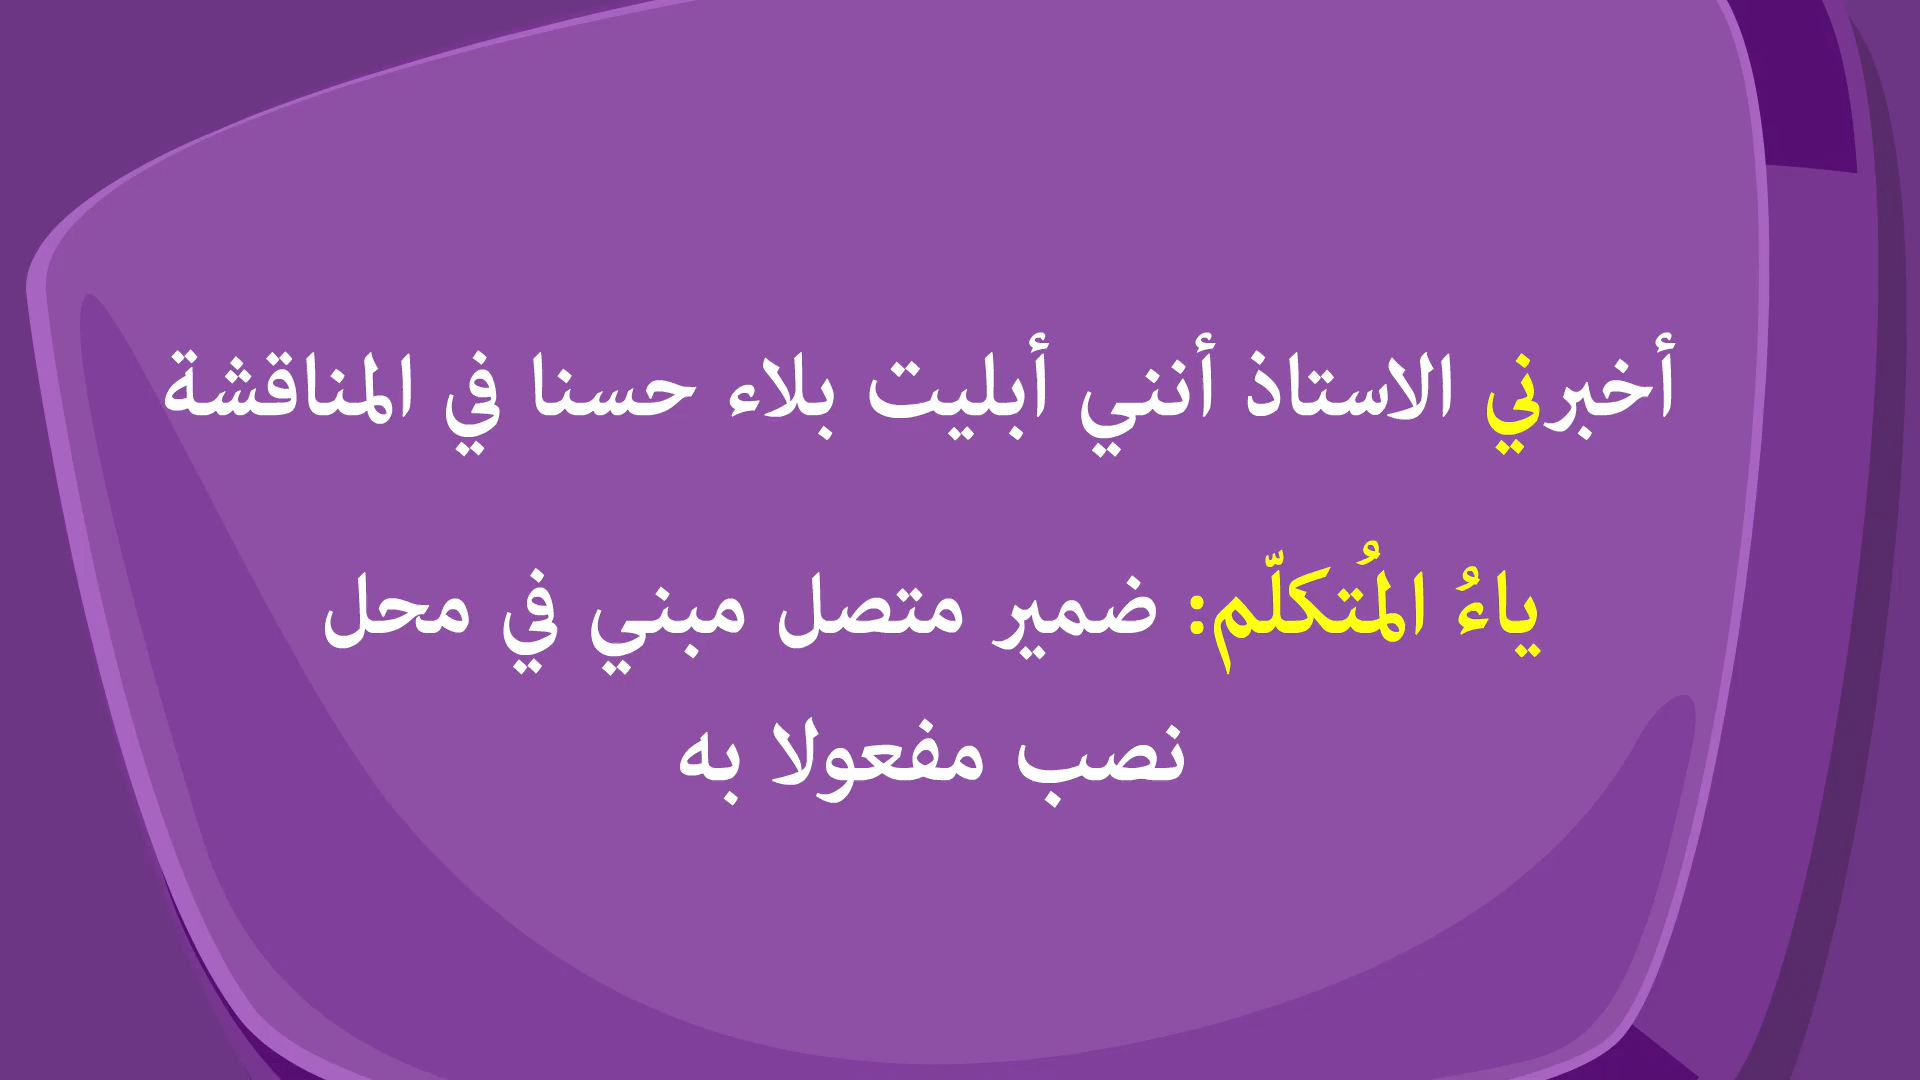 أخبرني الاستاذ أنني أبليت بلاء حسنا في المناقشة
ياءُ المُتكلّم: ضمير متصل مبني في محل
نصب مفعولا به